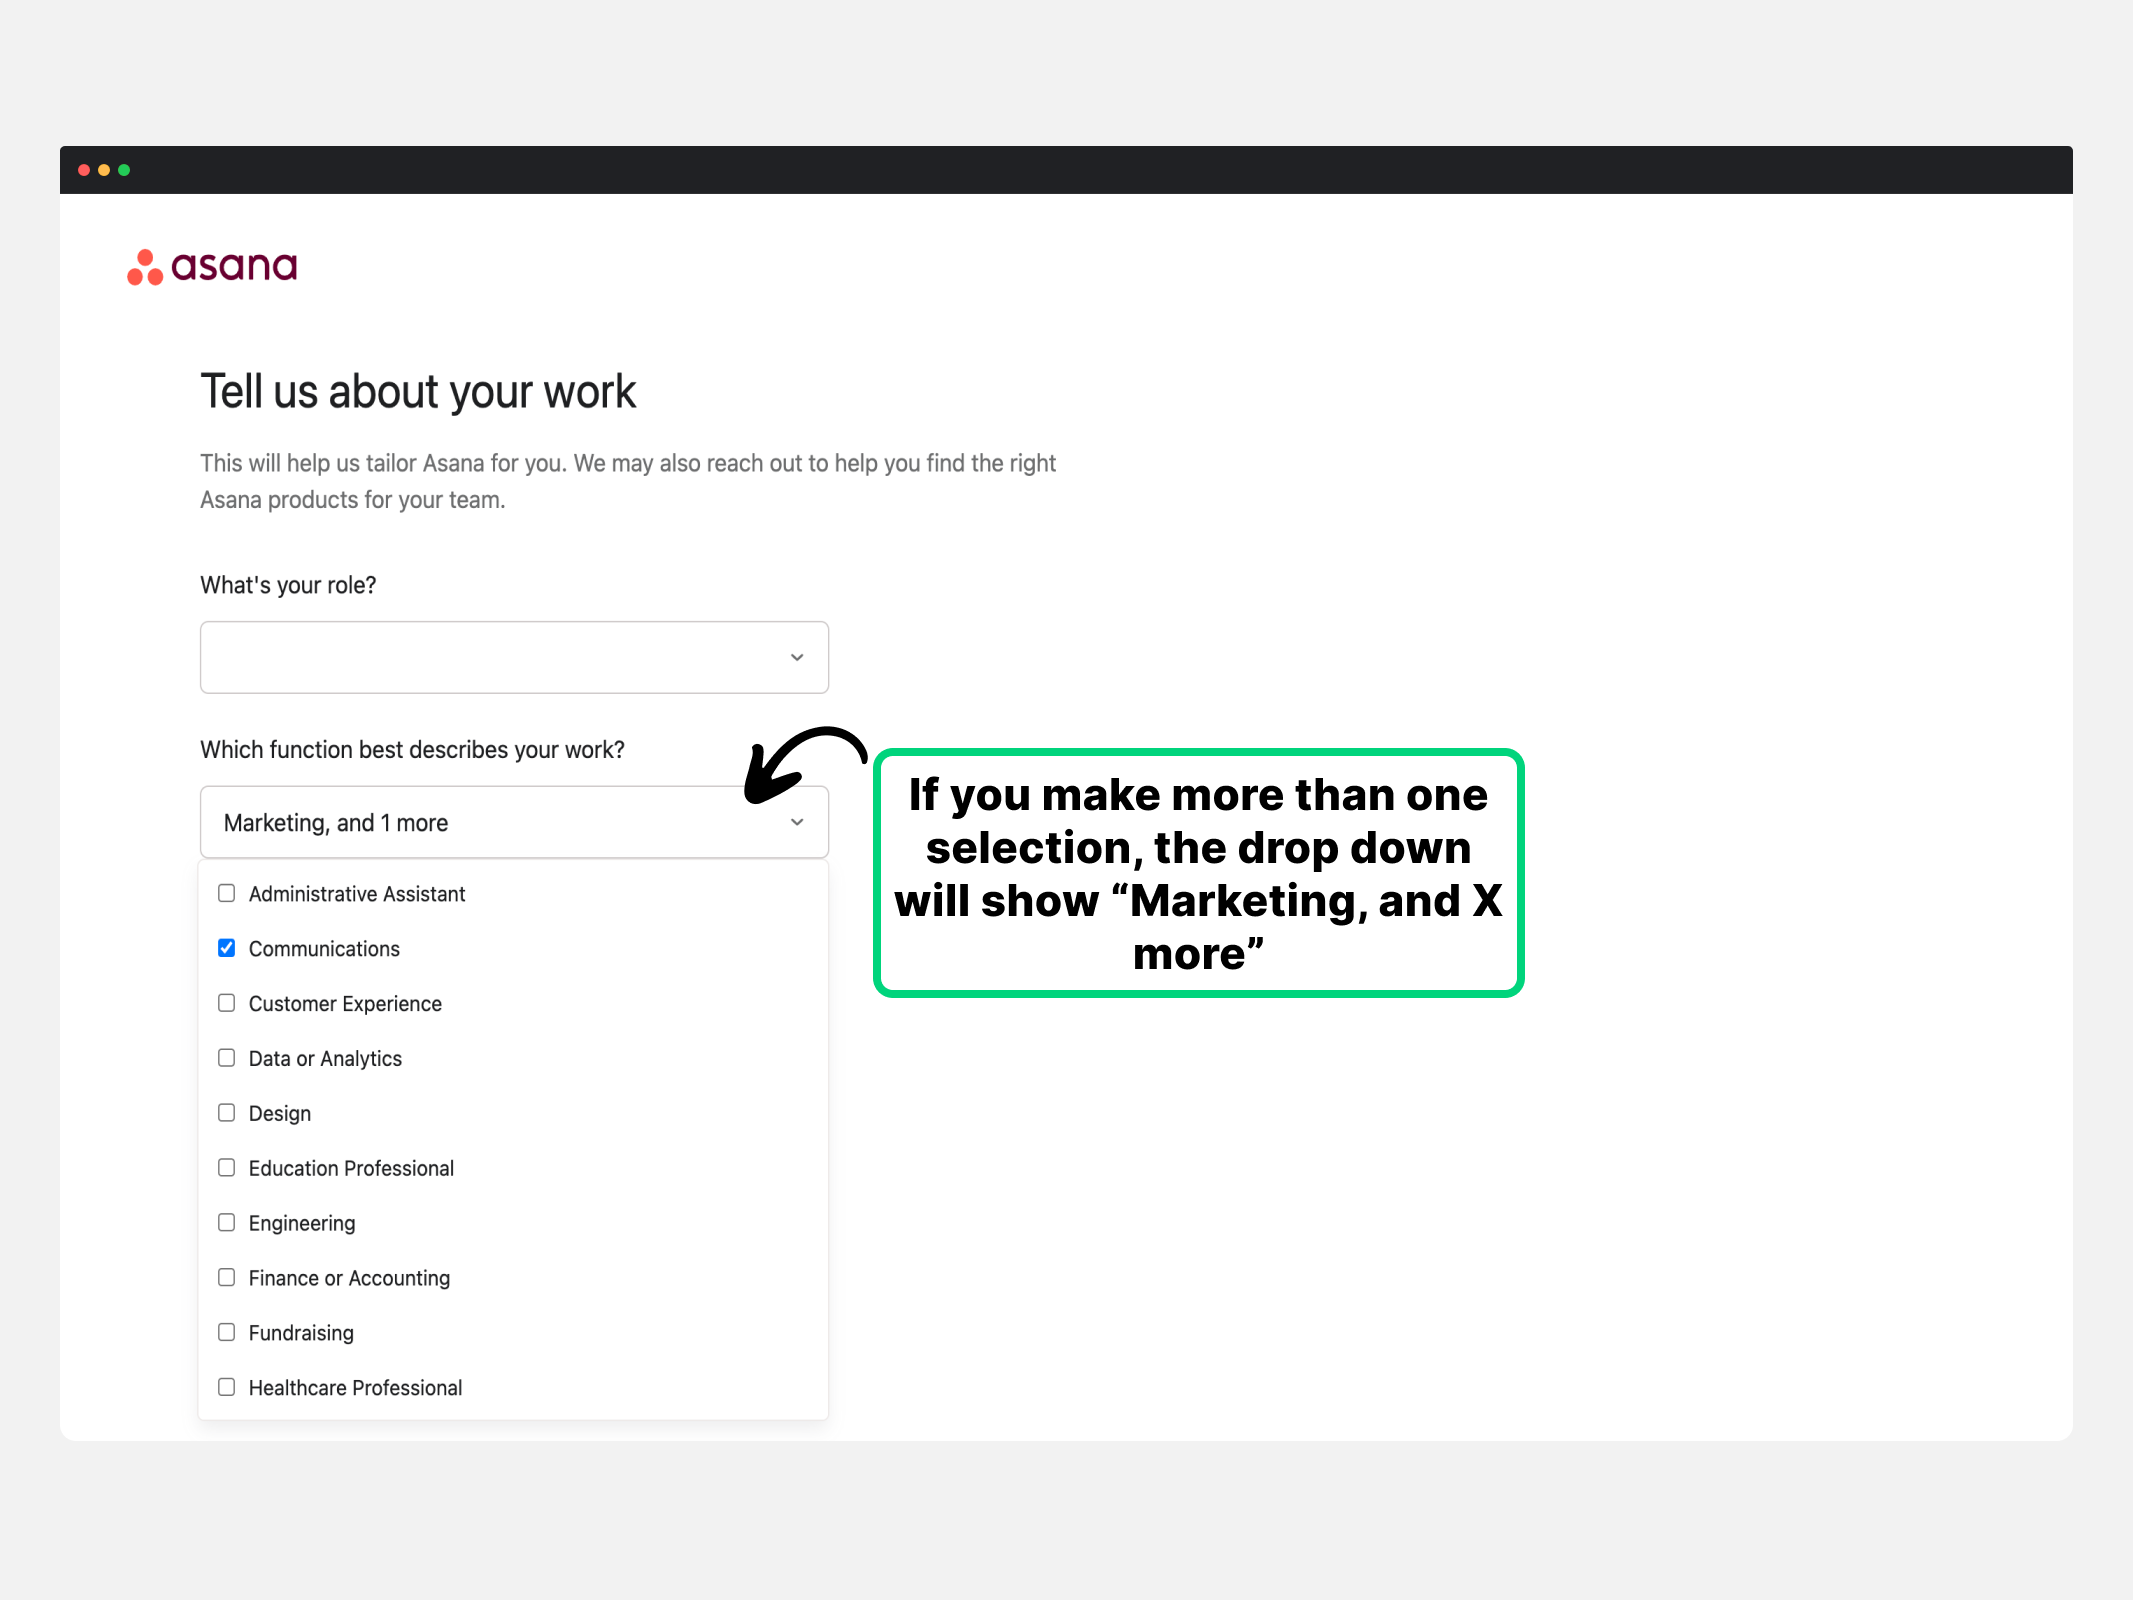 asana
Tell us about your work
This will help us tailor Asana for you. We may also reach out to help you find the right
Asana products for your team.
What's your role?
Which function best describes your work?
Marketing, and 1 more
Administrative Assistant
Communications
Customer Experience
Data or Analytics
Design
Education Professional
Engineering
Finance or Accounting
Fundraising
Healthcare Professional
If you make more than one
selection, the drop down
will show “Marketing, and X
more”